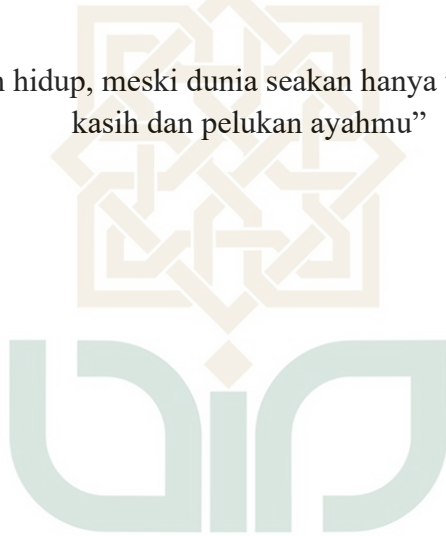 hidup, meski dunia seakan hanya
kasih dan pelukan ayahmu”